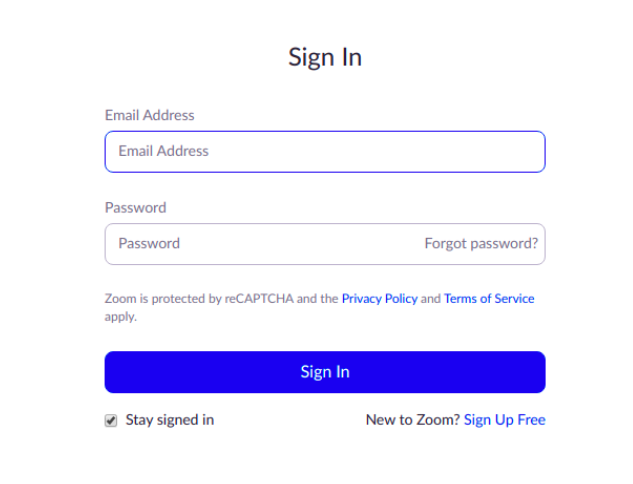 Sign In
Email Address
Email Address
Password
Password Forgot password?
Zoom is protected by reCAPTCHA and the Privacy Policy and Terms of Service
apply.
Sign In
Stay signed in New to Zoom? Sign Up Free